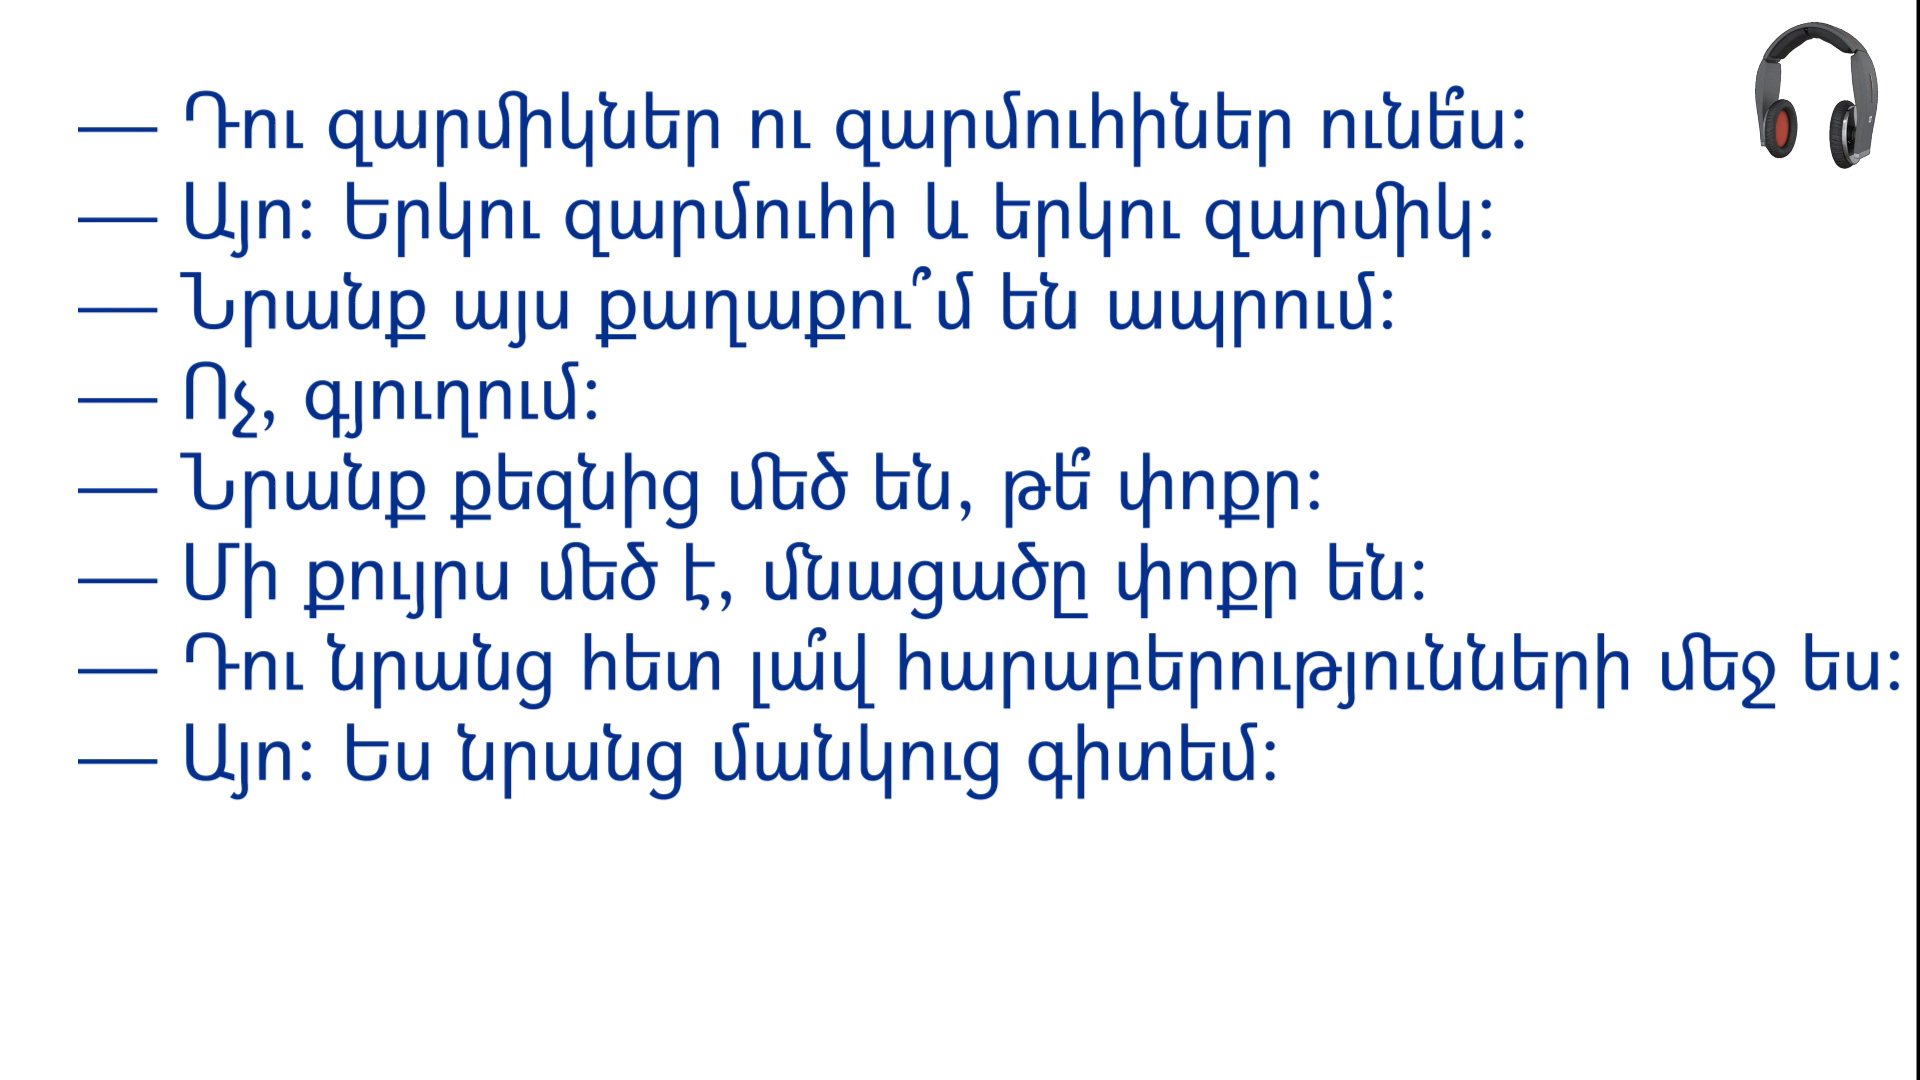 — Դու զարմիկներ ու զարմուհիներ ունե՞ս:
— Այո: Երկու զարմուհի և երկու զարմիկ:
— Նրանք այս քաղաքու՞մ են ապրում:
— Ոչ, գյուղում:
— Նրանք քեզնից մեծ են, թե՞ փոքր:
— Մի քույրս մեծ է, մնացածը փոքր են:
— Դու նրանց հետ լա՞վ հարաբերությունների մեջ ես:
— Այո: Ես նրանց մանկուց գիտեմ: